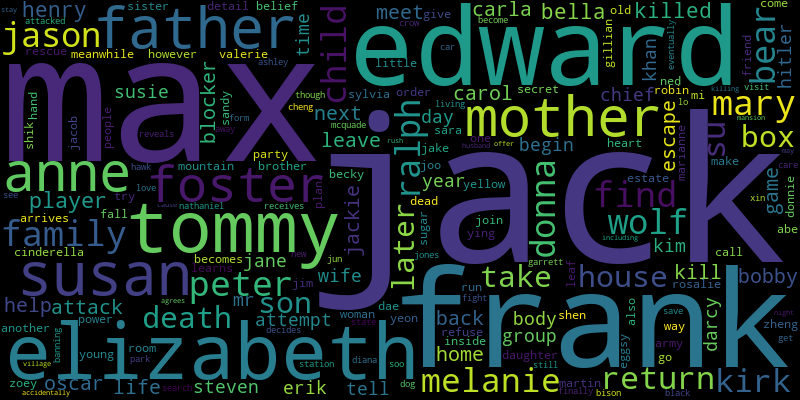 stay
henry
sister
detail
belief
meet
give
carla
bella
old
killed
come
attacked
father
child
crow
become
jason
rescue
meanwhile
however
valerie
time
edward
car
eventually
gillian
khan
friend
bear
hitler
max
little
ashley
susie
blocker
sandy
though
cheng
sylvia
order
carol
secret
chief
ned
robin
mi
visit
killing
shik
hand
jacob
people
reveals
away
form
next
living
day
mother
escape
lo
mary
mansion
leave
mcquade
rush
sara
one
husband
offer
begin
heart
marianne
su
box
may
anne
hawk
mountain
party
brother
jake
joo
ralph
year
yellow
jack
make
game
care
see
player
try
love
foster
becky
plan
dead
donna
find
estate
xin
donnie
fall
cause
nathaniel
receives
jackie
later
sugar
join
ying
wolf
abe
arrives
tommy
jones
including
kim
call
family
cinderella
becomes
jane
new
jun
wife
garrett
leaf
susan
learns
peter
jim
take
house
kill
bobby
rosalie
help
attack
agrees
mr
son
woman
dae
run
fight
frank
another
power
death
attempt
state
yeon
back
refuse
body
shen
also
save
way
zheng
night
elizabeth
decides
inside
group
eggsy
army
darcy
get
young
banning
room
park
station
diana
soo
home
daughter
still
go
village
zoey
oscar
life
search
steven
erik
tell
dog
melanie
martin
finally
return
kirk
accidentally
bison
black